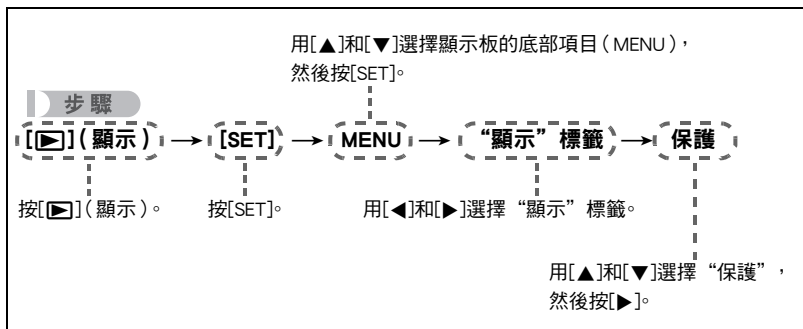 用[▲]和[▼]選擇顯示板的底部項目(MENU),
然後按[SET]。
步驟
[▶](顯示) → [SET] → MENU → “顯示”標籤 → 保護
按[▶](顯示)。 按[SET]。 用[◀]和[▶]選擇“顯示”標籤。
用[▲]和[▼]選擇“保護”,
然後按[▶]。